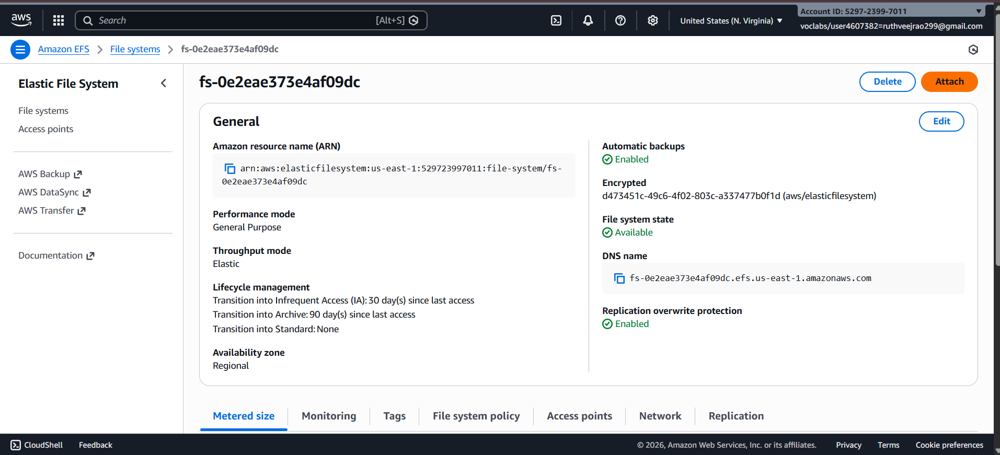 aws
Search
[Alt+S]
United States (N. Virginia)
Account ID: 5297-2399-7011
voclabs/user4607382=ruthveejrao299@gmail.com
Amazon EFS
File systems
fs-0e2eae373e4af09dc
Elastic File System
File systems
Access points
AWS Backup
AWS DataSync
AWS Transfer
Documentation
fs-0e2eae373e4af09dc
Delete
Attach
General
Edit
Amazon resource name (ARN)
arn:aws:elasticfilesystem:us-east-1:529723997011:file-system/fs-
0e2eae373e4af09dc
Performance mode
General Purpose
Throughput mode
Elastic
Lifecycle management
Transition into Infrequent Access (IA): 30 day(s) since last access
Transition into Archive: 90 day(s) since last access
Transition into Standard: None
Availability zone
Regional
Automatic backups
Enabled
Encrypted
d473451c-49c6-4f02-803c-a337477b0f1d (aws/elasticfilesystem)
File system state
Available
DNS name
fs-0e2eae373e4af09dc.efs.us-east-1.amazonaws.com
Replication overwrite protection
Enabled
Metered size
Monitoring
Tags
File system policy
Access points
Network
Replication
CloudShell
Feedback
© 2026, Amazon Web Services, Inc. or its affiliates.
Privacy
Terms
Cookie preferences